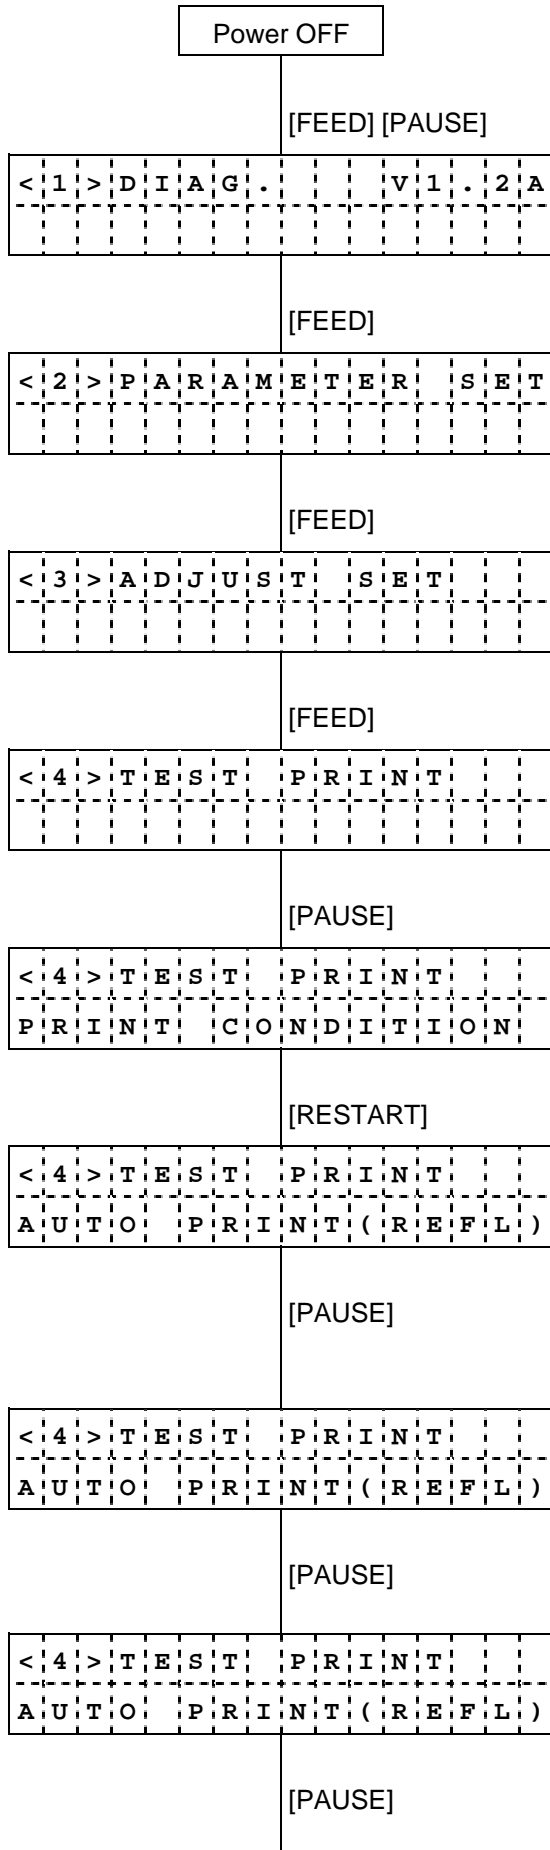 Power OFF
[FEED] [PAUSE]
<1>DIAG.   V1.2A
[FEED]
<2>PARAMETER SET
[FEED]
<3>ADJUST SET
[FEED]
<4>TEST PRINT
[PAUSE]
<4>TEST PRINT
PRINT CONDITION
[RESTART]
<4>TEST PRINT
AUTO PRINT(REFL)
[PAUSE]
<4>TEST PRINT
AUTO PRINT(REFL)
[PAUSE]
<4>TEST PRINT
AUTO PRINT(REFL)
[PAUSE]